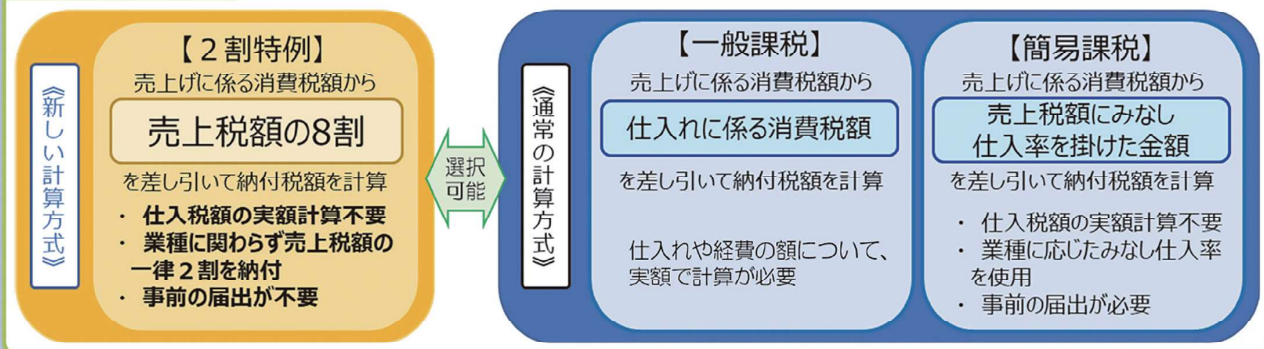 《新しい計算方式》
【２割特例】
売上げに係る消費税額から
売上税額の8割
を差し引いて納付税額を計算
・ 仕入税額の実額計算不要
・ 業種に関わらず売上税額の
一律２割を納付
・ 事前の届出が不要
選択
可能
《通常の計算方式》
【一般課税】
売上げに係る消費税額から
仕入れに係る消費税額
を差し引いて納付税額を計算
仕入れや経費の額について、
実額で計算が必要
【簡易課税】
売上げに係る消費税額から
売上税額にみなし
仕入率を掛けた金額
を差し引いて納付税額を計算
・ 仕入税額の実額計算不要
・ 業種に応じたみなし仕入率
を使用
・ 事前の届出が必要